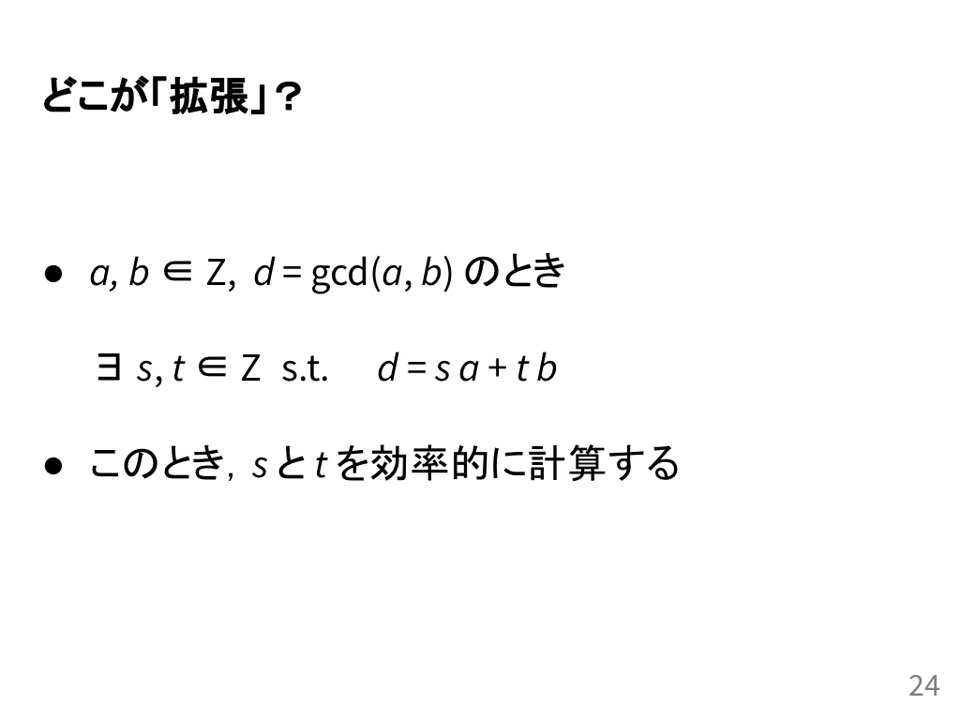 どこが「拡張」？
● a, b ∈ Z, d = gcd(a, b) のとき
∃ s, t ∈ Z s.t. d = s a + t b
● このとき，s と t を効率的に計算する
24